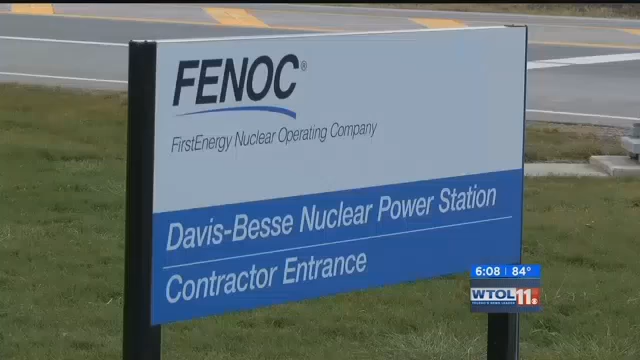 FENOC®
FirstEnergy Nuclear Operating Company
Davis-Besse Nuclear Power Station
Contractor Entrance
6:08 84°
WTOL 11